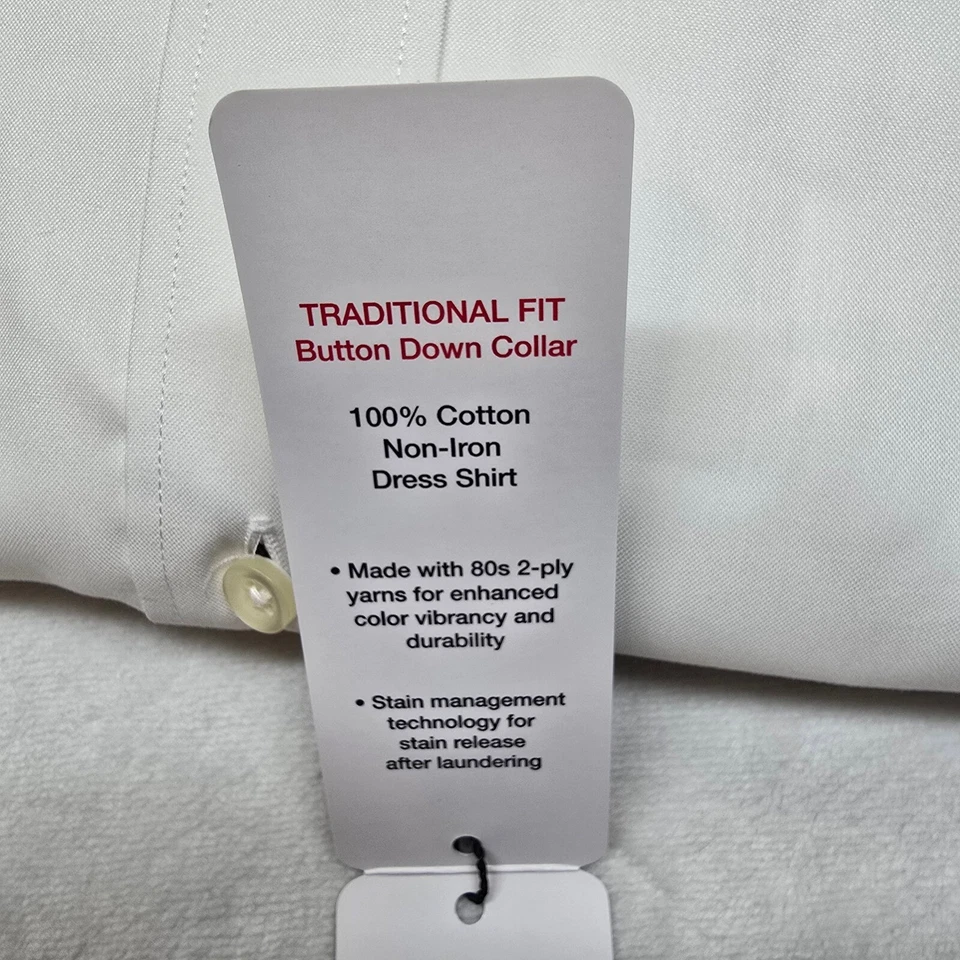 TRADITIONAL FIT
Button Down Collar
100% Cotton
Non-Iron
Dress Shirt
• Made with 80s 2-ply
yarns for enhanced
color vibrancy and
durability
• Stain management
technology for
stain release
after laundering